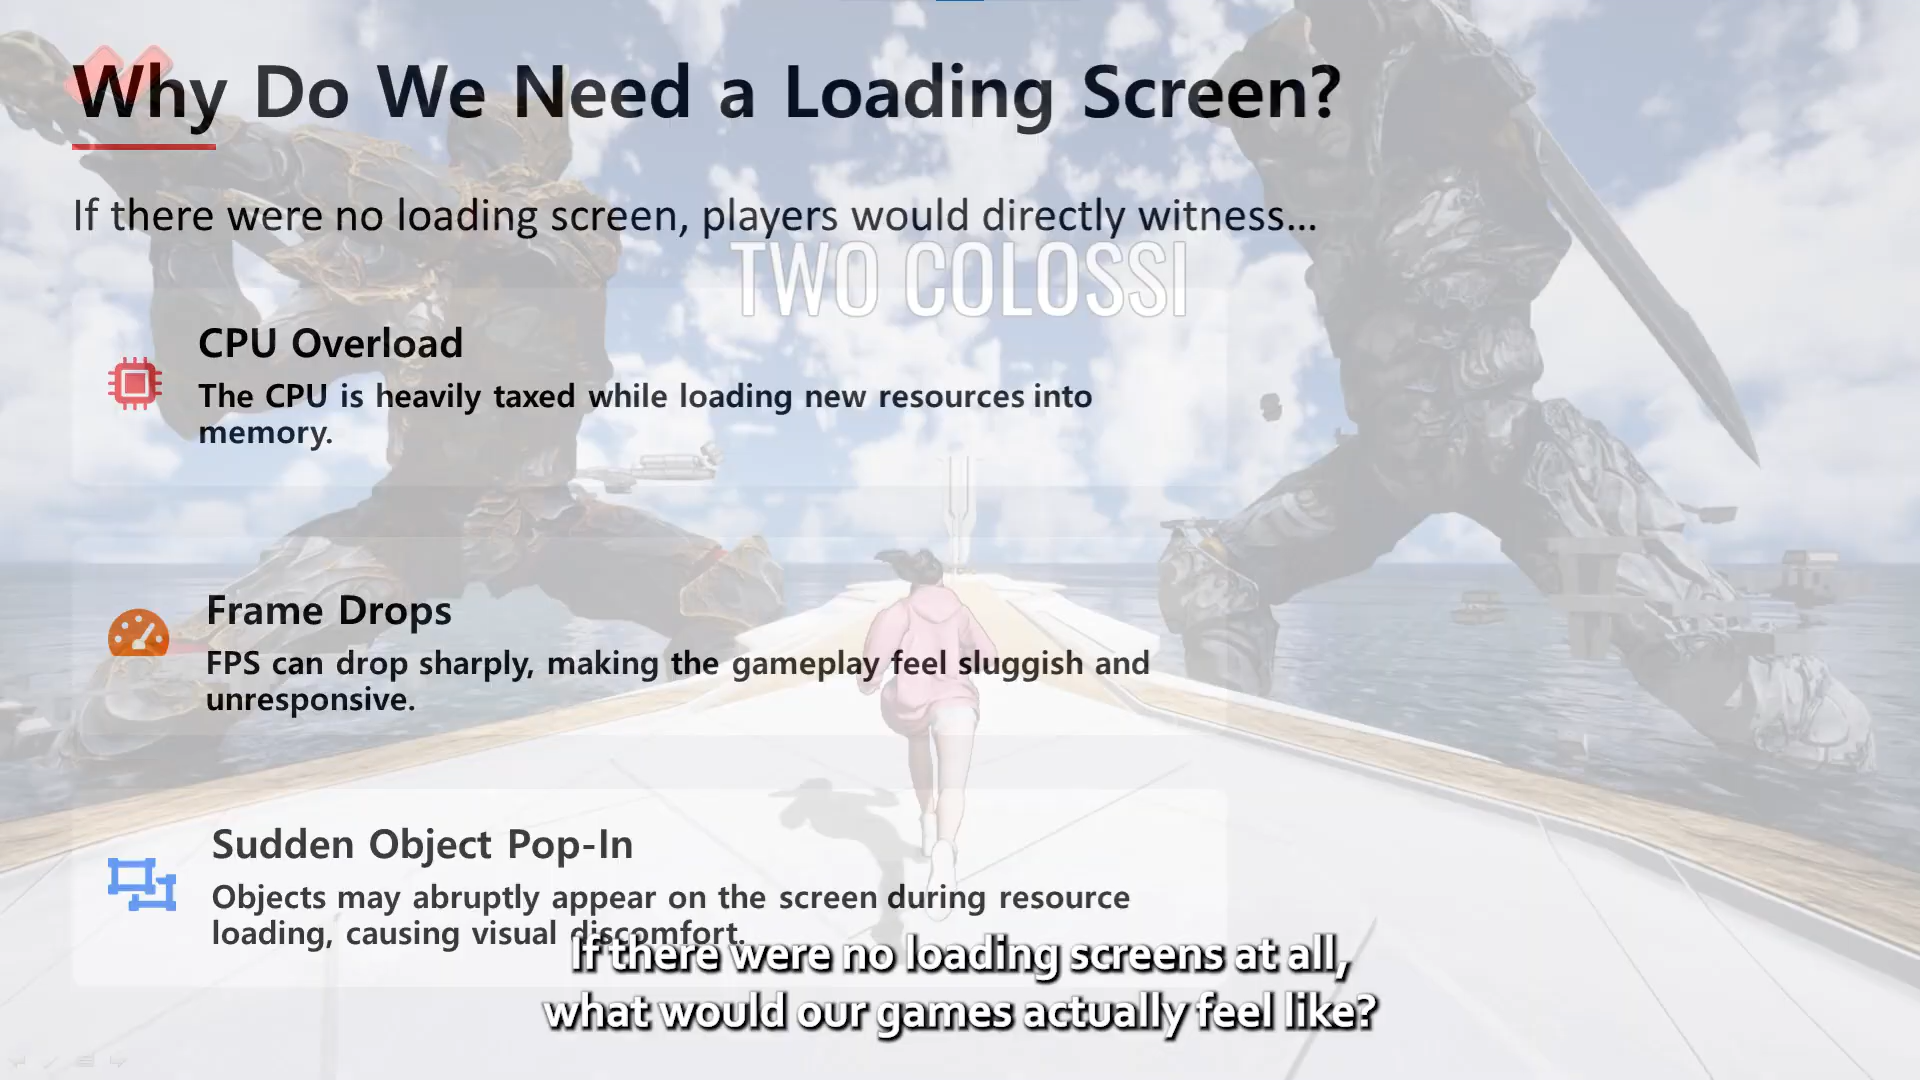 Why Do We Need a Loading Screen?
If there were no loading screen, players would directly witness...
TWO COLOSSI
CPU Overload
The CPU is heavily taxed while loading new resources into
memory.
Frame Drops
FPS can drop sharply, making the gameplay feel sluggish and
unresponsive.
Sudden Object Pop-In
Objects may abruptly appear on the screen during resource
loading, causing visual discomfort.
If there were no loading screens at all,
what would our games actually feel like?